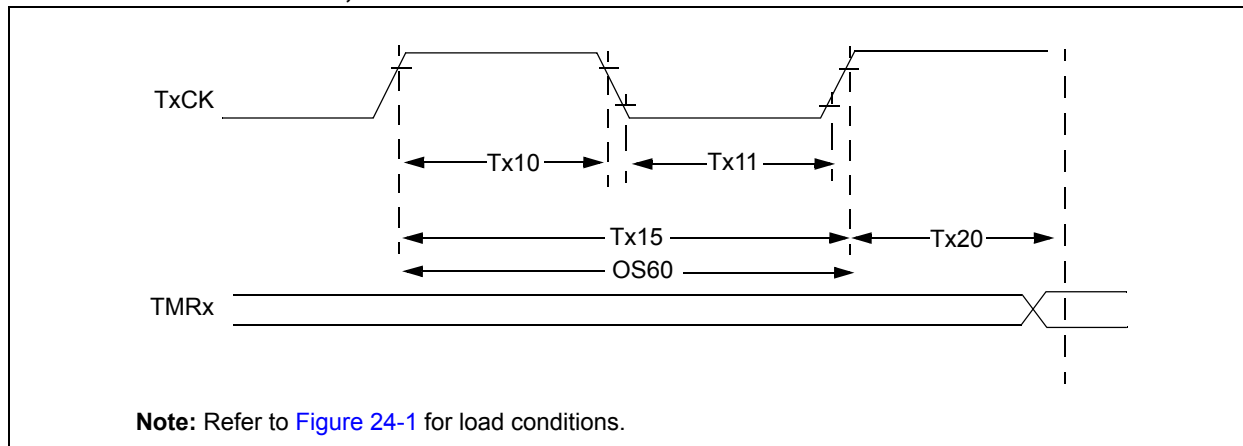 TxCK
Tx10
Tx11
Tx15
Tx20
OS60
TMRx
Note: Refer to Figure 24-1 for load conditions.